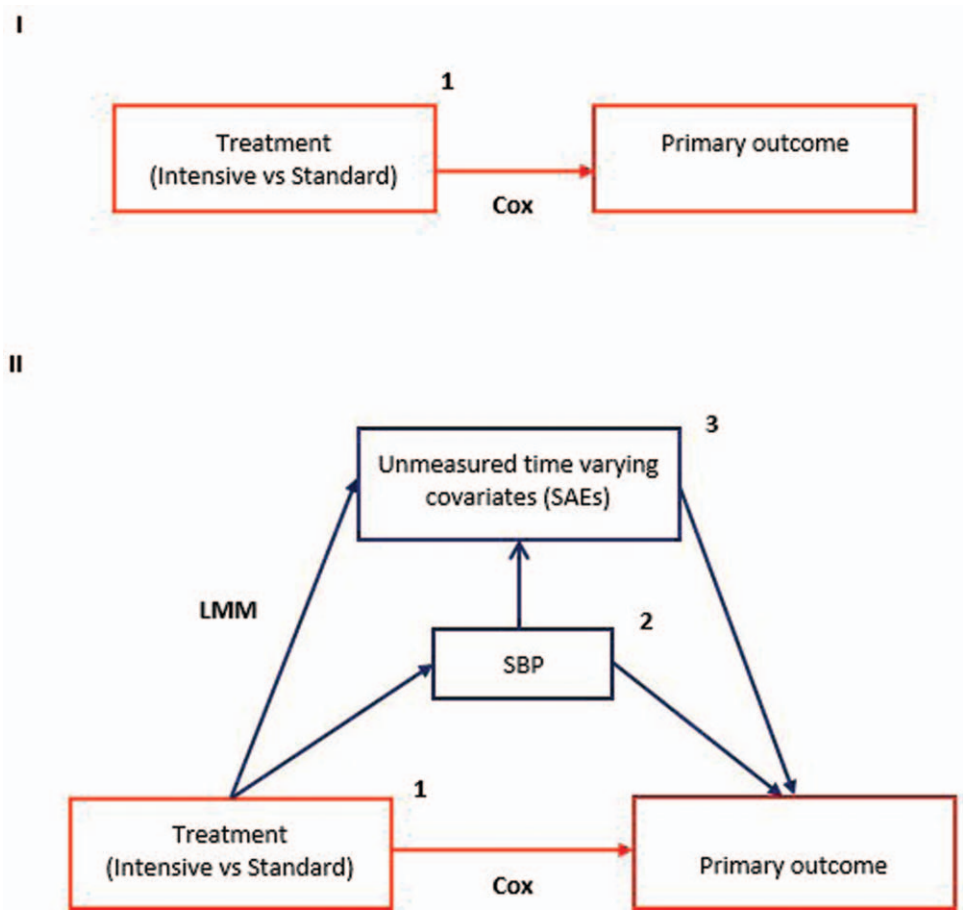 I
1
Treatment
(Intensive vs Standard)
Primary outcome
Cox
II
3
Unmeasured time varying
covariates (SAEs)
LMM
2
SBP
1
Treatment
(Intensive vs Standard)
Primary outcome
Cox